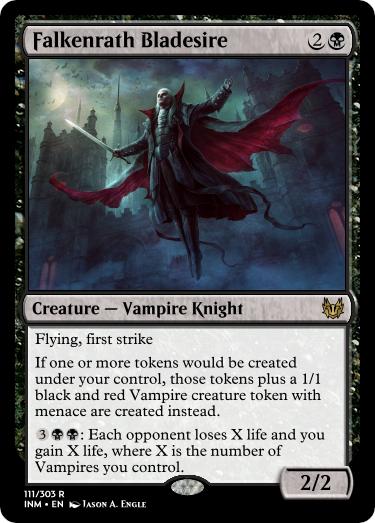 Falkenrath Bladesire 2
Creature — Vampire Knight
Flying, first strike
If one or more tokens would be created
under your control, those tokens plus a 1/1
black and red Vampire creature token with
menace are created instead.
3 : Each opponent loses X life and you
gain X life, where X is the number of
Vampires you control.
2/2
111/303 R
INM • EN Jason A. Engle